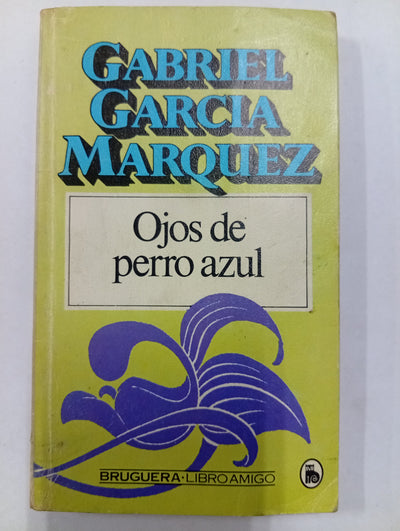 GABRIEL
GARCIA
MARQUEZ
Ojos de
perro azul
BRUGUERA · LIBRO AMIGO